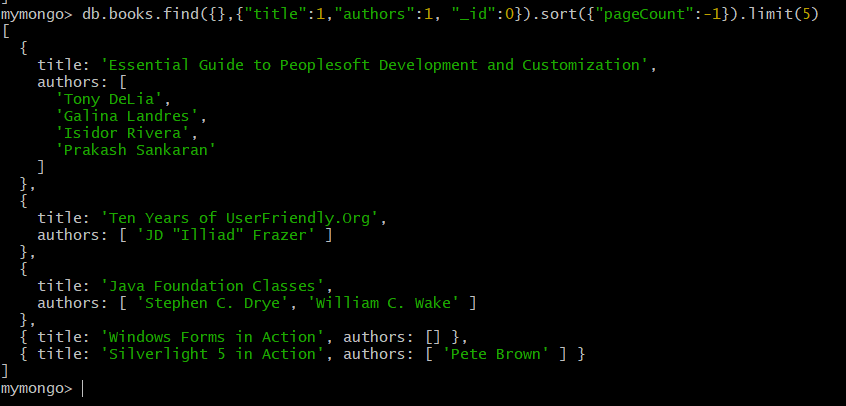 ]
mymongo> db.books.find({},{"title":1,"authors":1, "_id":0}).sort({"pageCount":-1}).limit(5)
[
  {
    title: 'Essential Guide to Peoplesoft Development and Customization',
    authors: [
      'Tony DeLia',
      'Galina Landres',
      'Isidor Rivera',
      'Prakash Sankaran'
    ]
  },
  {
    title: 'Ten Years of UserFriendly.Org',
    authors: [ 'JD "Illiad" Frazer' ]
  },
  {
    title: 'Java Foundation Classes',
    authors: [ 'Stephen C. Drye', 'William C. Wake' ]
  },
  { title: 'Windows Forms in Action', authors: [] },
  { title: 'Silverlight 5 in Action', authors: [ 'Pete Brown' ] }
]
mymongo>